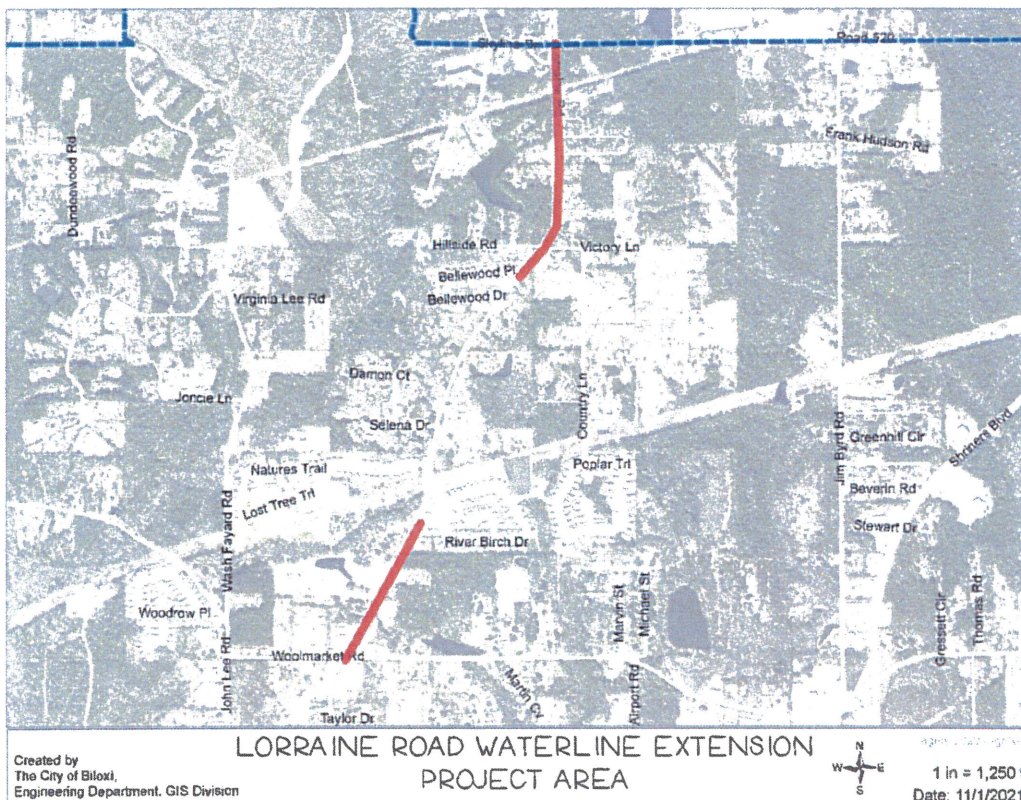 Skyline Dr
Road 520
Frank Hudson Rd
Dundeewood Rd
Hillside Rd
Victory Ln
Bellewood Pl
Bellewood Dr
Virginia Lee Rd
Damon Ct
Joncie Ln
Selena Dr
Country Ln
Jim Byrd Rd
Greenhill Cir
Shriners Blvd
Natures Trail
Poplar Trl
Lost Tree Trl
Beverin Rd
Wash Fayard Rd
Stewart Dr
River Birch Dr
Woodrow Pl
Marvin St
Michael St
Gressett Cir
Thomas Rd
John Lee Rd
Woolmarket Rd
Martin Cv
Airport Rd
Taylor Dr
LORRAINE ROAD WATERLINE EXTENSION
PROJECT AREA
Created by
The City of Biloxi,
Engineering Department. GIS Division
N
W E
S
1 in = 1,250
Date: 11/1/2021